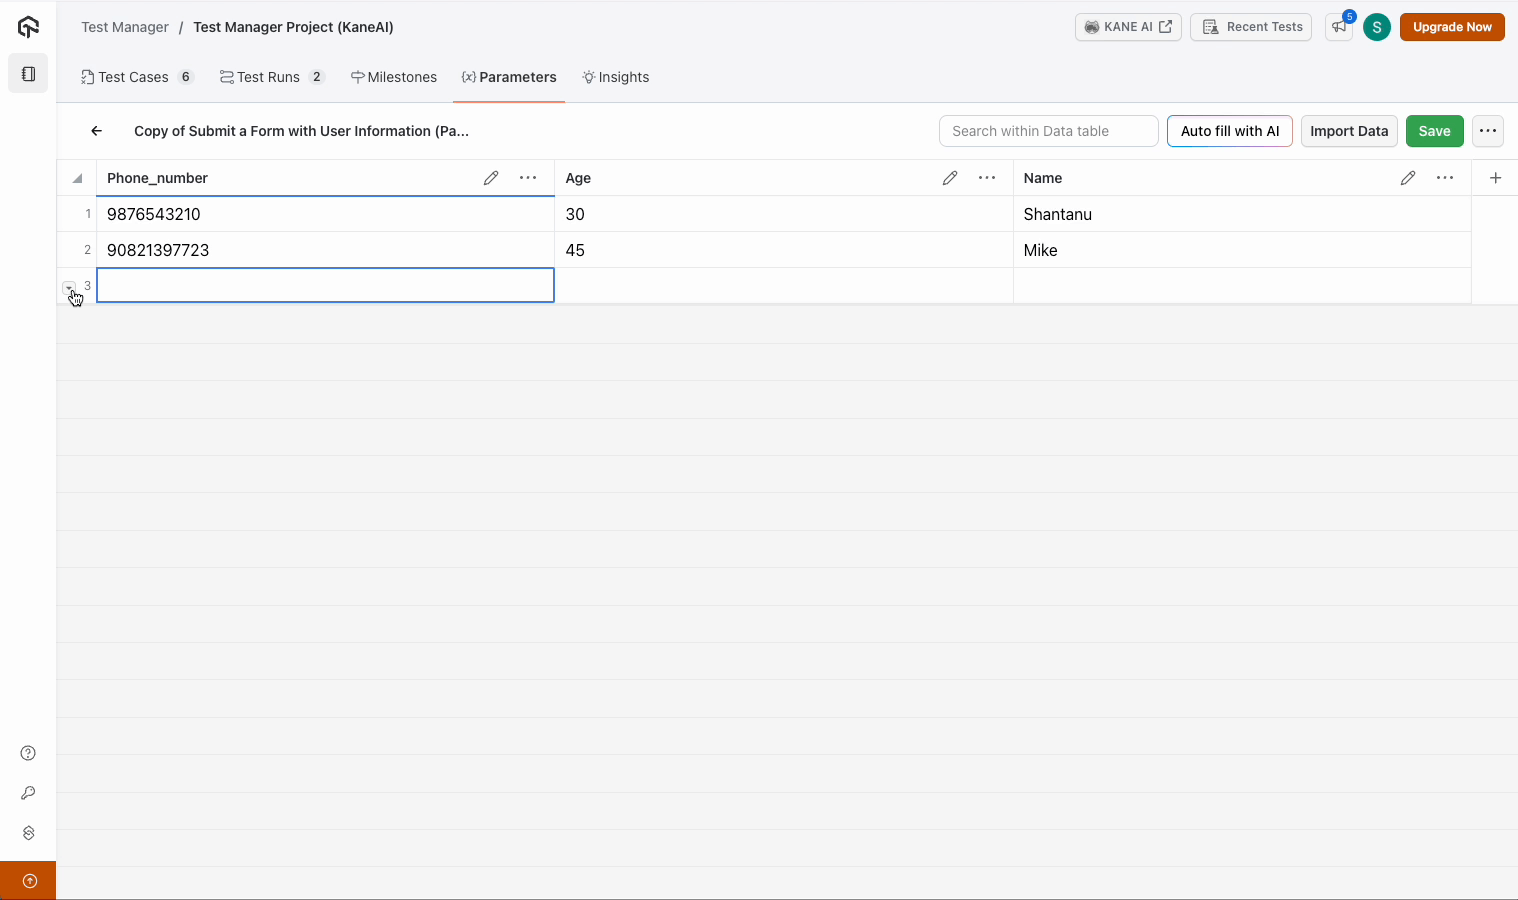 Test Manager / Test Manager Project (KaneAI)
KANE AI
Recent Tests
5
S
Upgrade Now
Test Cases 6
Test Runs 2
Milestones
{x} Parameters
Insights
Copy of Submit a Form with User Information (Pa...
Search within Data table
Auto fill with AI
Import Data
Save
Phone_number
Age
Name
1 9876543210 30 Shantanu
2 90821397723 45 Mike
3